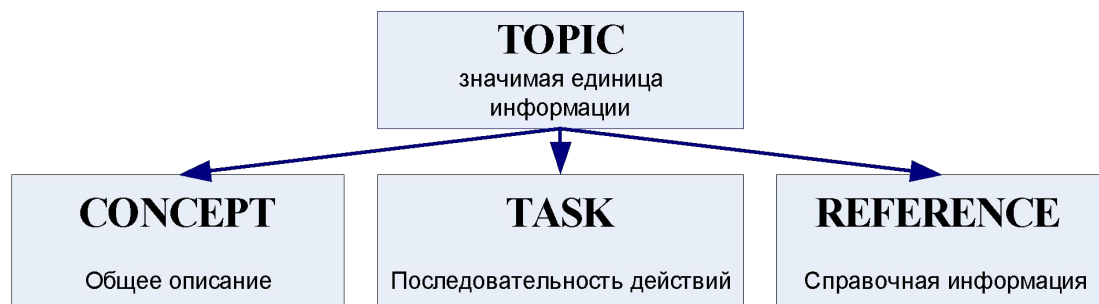 TOPIC
значимая единица
информации
CONCEPT
Общее описание
TASK
Последовательность действий
REFERENCE
Справочная информация